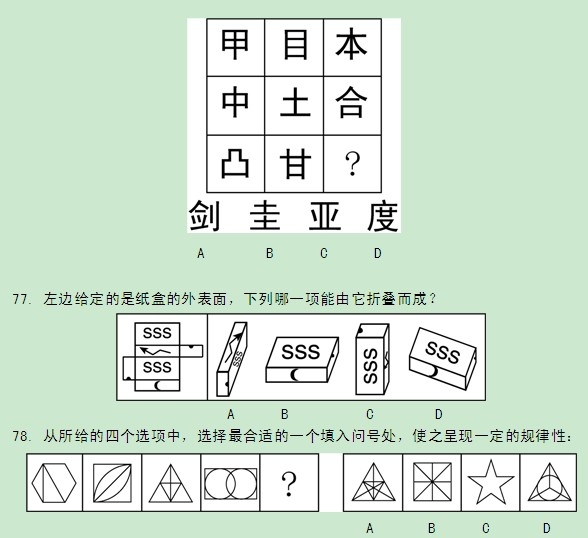 甲 目 本
中 土 合
凸 甘 ?
剑 圭 亚 度
A B C D
77. 左边给定的是纸盒的外表面，下列哪一项能由它折叠而成？
SSS
SSS
SSS
SSS
SSS
SSS
A B C D
78. 从所给的四个选项中，选择最合适的一个填入问号处，使之呈现一定的规律性：
?
A B C D